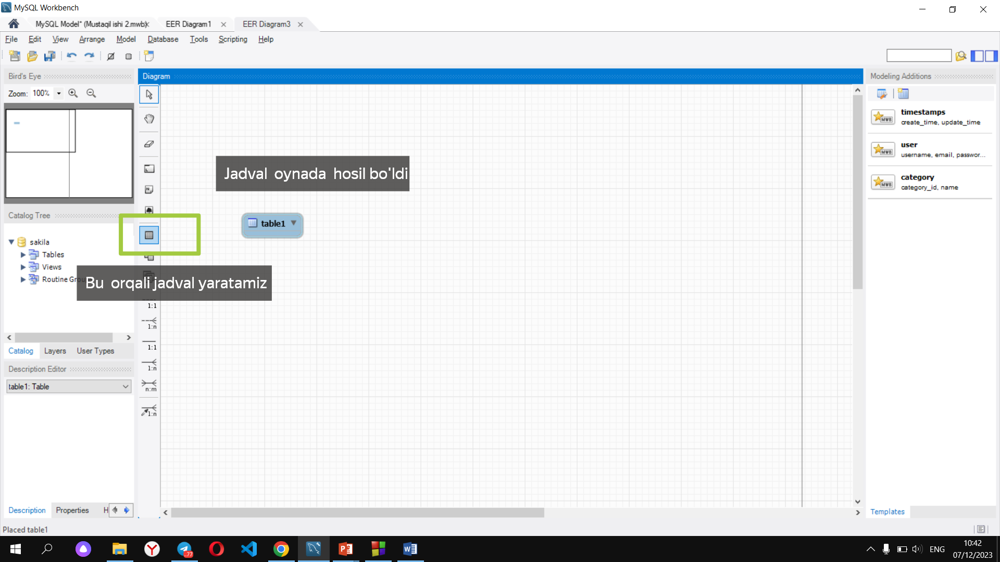 MySQL Workbench
MySQL Model* (Mustaqil ishi 2.mwb)
EER Diagram1
EER Diagram3
File Edit View Arrange Model Database Tools Scripting Help
Bird's Eye
Zoom: 100%
Catalog Tree
sakila
Tables
Views
Routine Gro
Catalog Layers User Types
Description Editor
table1: Table
Description Properties H
Placed table1
Diagram
Jadval oynada hosil bo'ldi
table1
Bu orqali jadval yaratamiz
1:1
1:n
1:1
1:n
n:m
1:n
Modeling Additions
MWB
timestamps
create_time, update_time
MWB
user
username, email, passwor...
MWB
category
category_id, name
Templates
77
ENG
10:42
07/12/2023